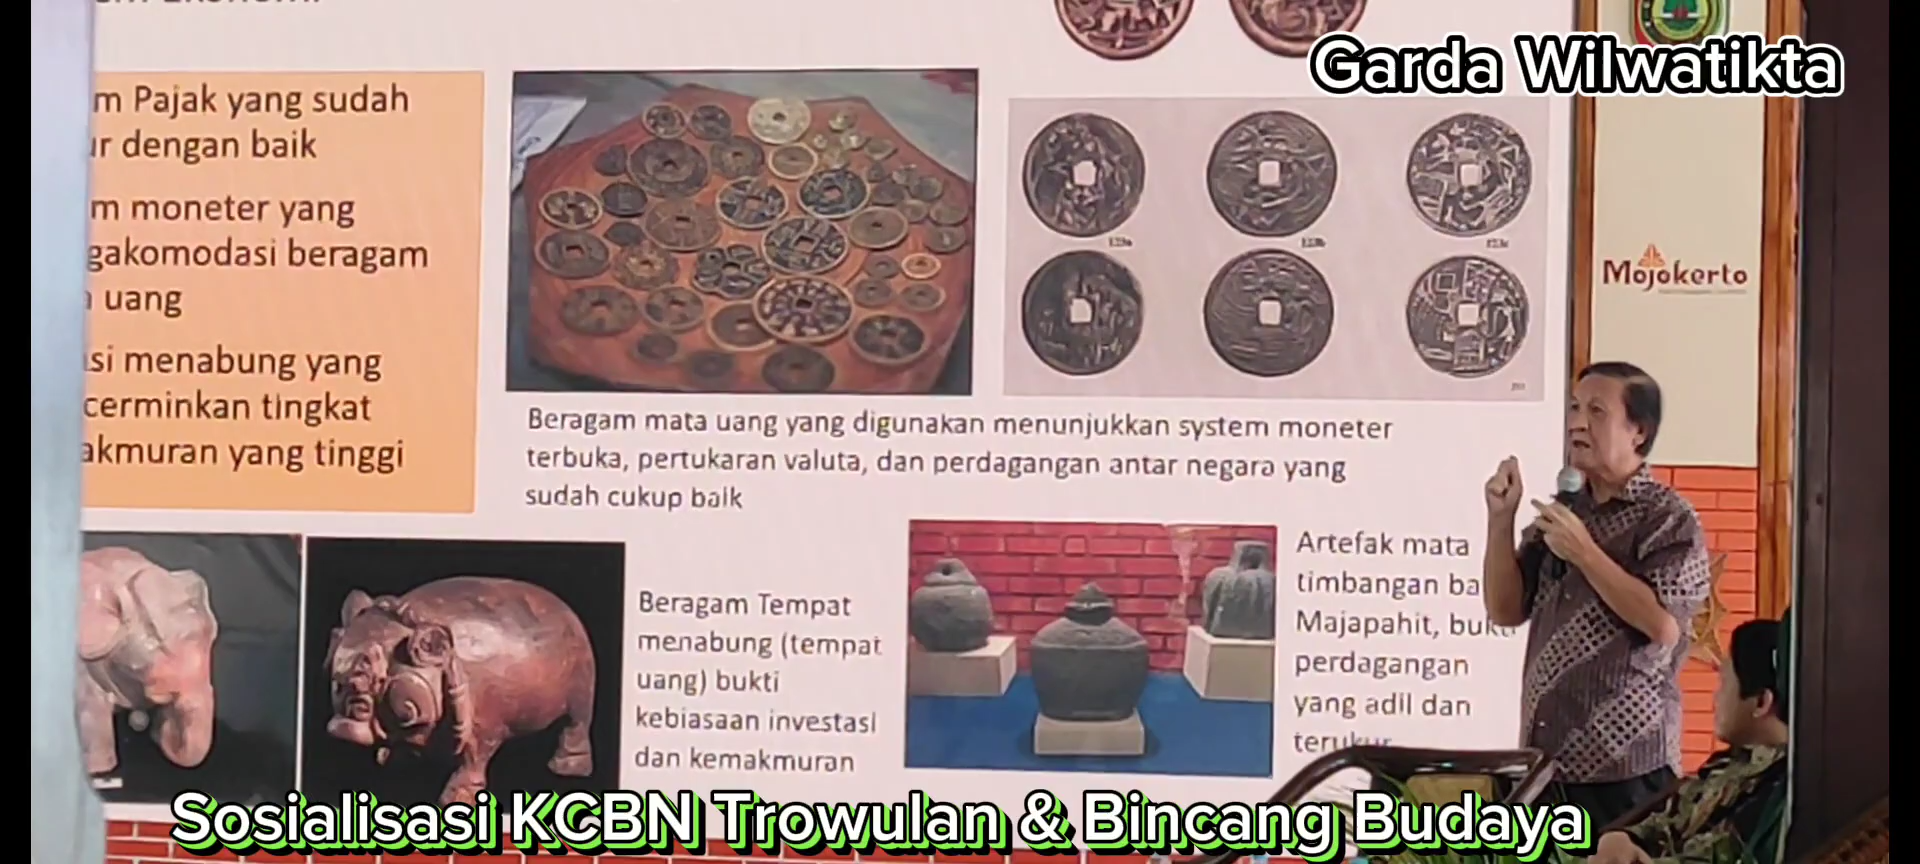 Garda Wilwatikta
m Pajak yang sudah
ur dengan baik
m moneter yang
gakomodasi beragam
uang
si menabung yang
cerminkan tingkat
akmuran yang tinggi
Beragam mata uang yang digunakan menunjukkan system moneter
terbuka, pertukaran valuta, dan perdagangan antar negara yang
sudah cukup baik
Beragam Tempat
menabung (tempat
uang) bukti
kebiasaan investasi
dan kemakmuran
Artefak mata
timbangan ba
Majapahit, bukti
perdagangan
yang adil dan
terukur
Mojokerto
Sosialisasi KCBN Trowulan & Bincang Budaya